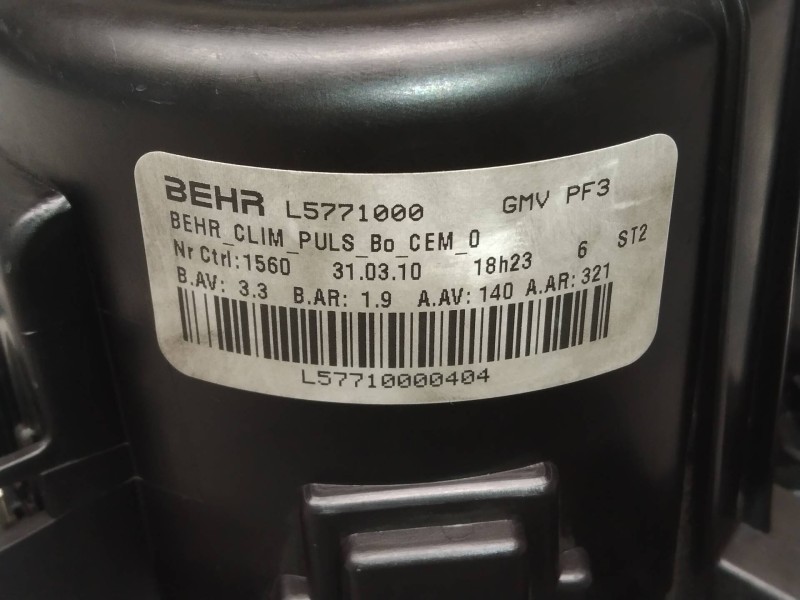 BEHR L5771000 GMV PF3
BEHR_CLIM_PULS_Bo_CEM_0
Nr Ctrl:1560 31.03.10 18h23 6 ST2
B.AV: 3.3 B.AR: 1.9 A.AV: 140 A.AR: 321
L57710000404